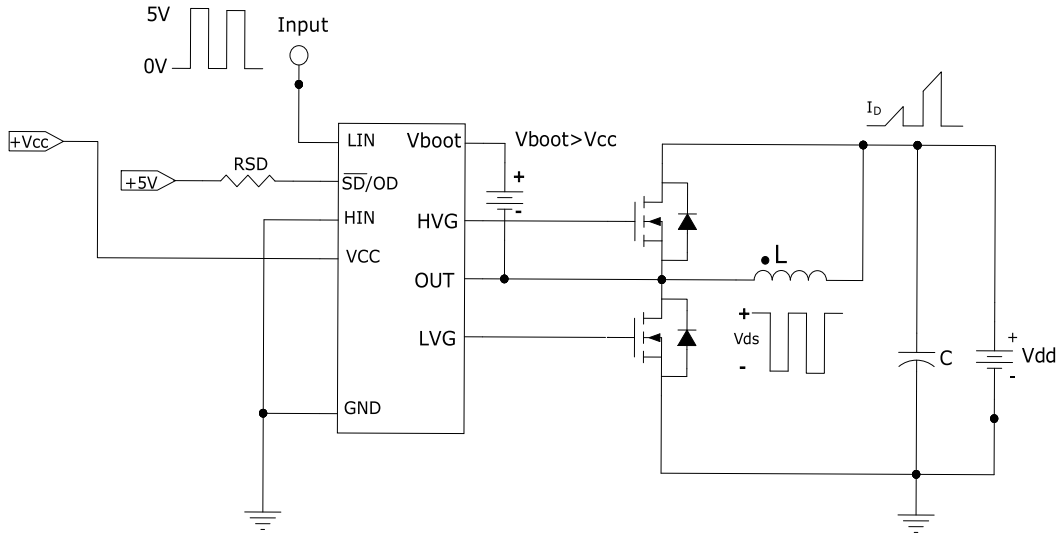 5V
Input
0V
I_D
+Vcc
LIN
Vboot
Vboot>Vcc
RSD
+5V
SD/OD
+
-
HIN
HVG
VCC
OUT
L
LVG
+
Vds
-
+
C
Vdd
-
GND